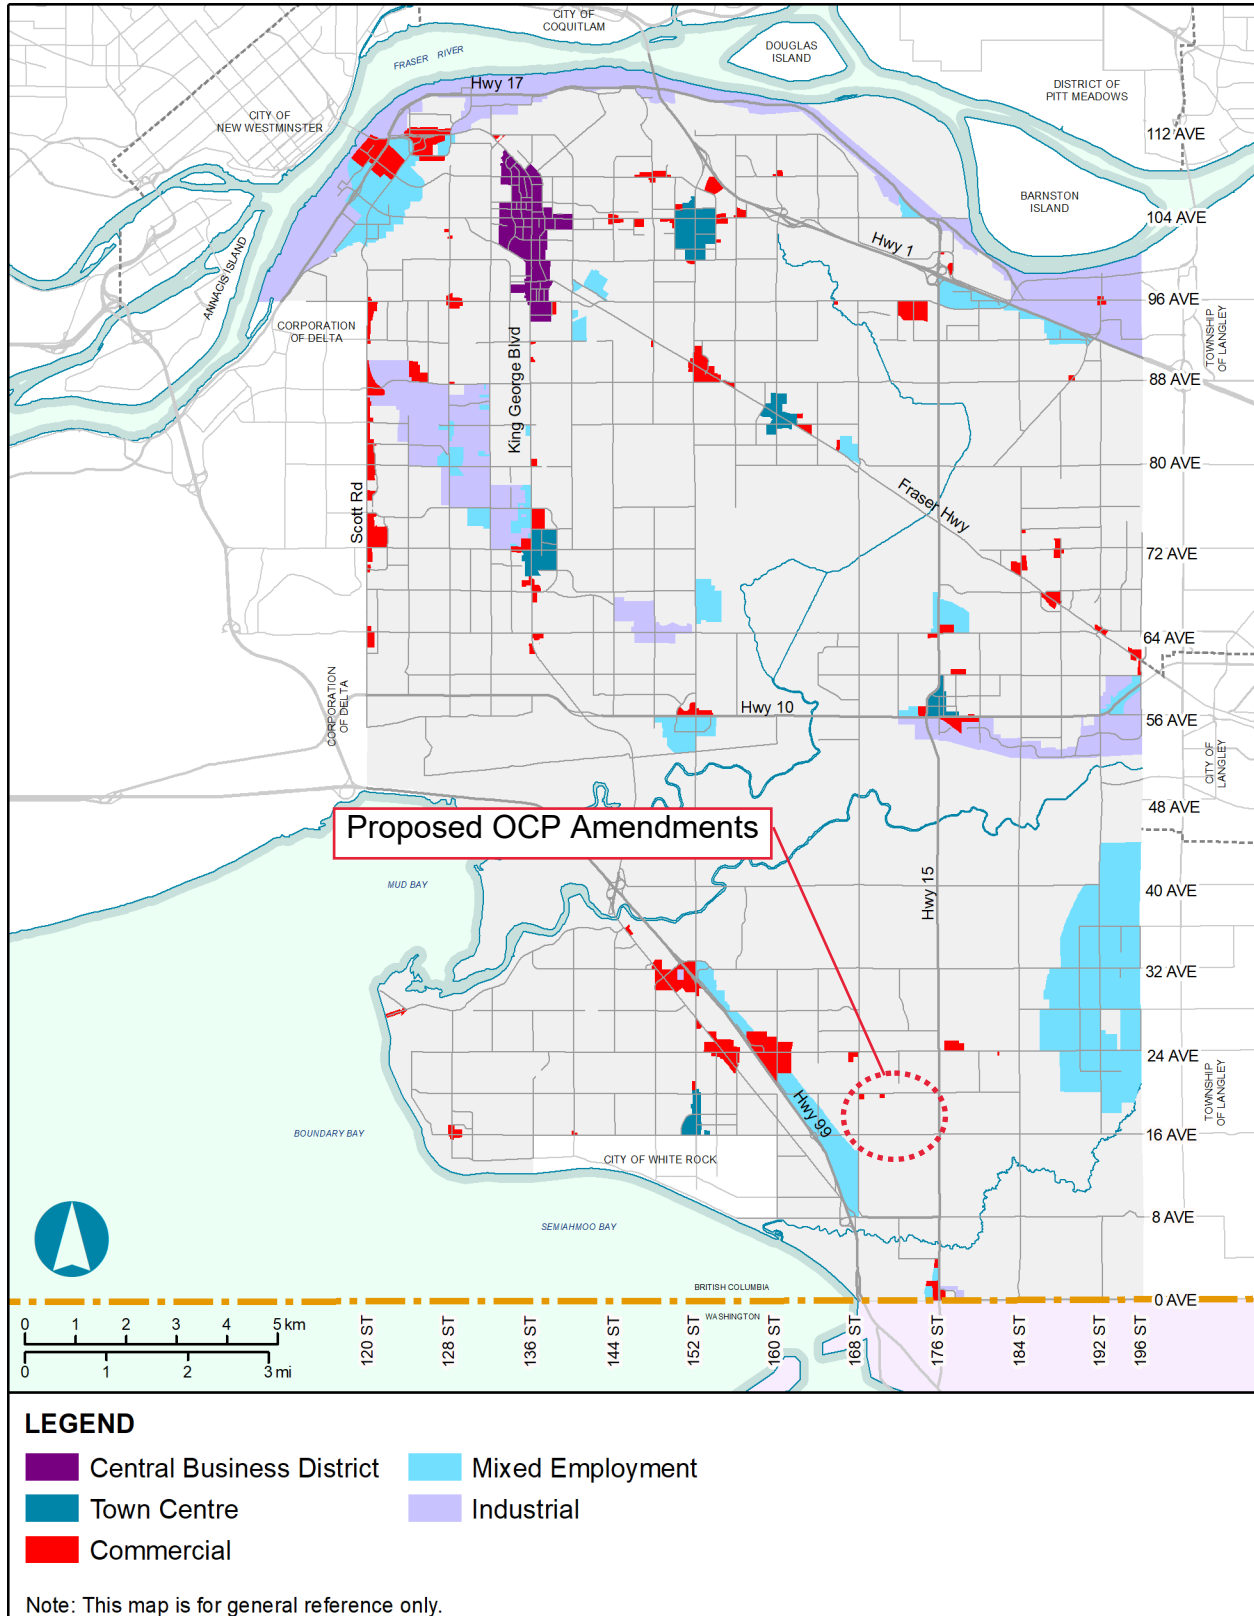 CITY OF
COQUITLAM
FRASER RIVER
DOUGLAS
ISLAND
Hwy 17
DISTRICT OF
PITT MEADOWS
CITY OF
NEW WESTMINSTER
112 AVE
BARNSTON
ISLAND
104 AVE
Hwy 1
ANNACIS ISLAND
96 AVE
CORPORATION
OF DELTA
King George Blvd
TOWNSHIP
OF LANGLEY
88 AVE
80 AVE
Fraser Hwy
Scott Rd
72 AVE
64 AVE
CORPORATION
OF DELTA
Hwy 10
56 AVE
CITY OF
LANGLEY
48 AVE
Proposed OCP Amendments
MUD BAY
Hwy 15
40 AVE
32 AVE
24 AVE
TOWNSHIP
OF LANGLEY
Hwy 99
BOUNDARY BAY
16 AVE
CITY OF WHITE ROCK
SEMIAHMOO BAY
8 AVE
BRITISH COLUMBIA
0 AVE
WASHINGTON
0 1 2 3 4 5 km
0 1 2 3 mi
120 ST
128 ST
136 ST
144 ST
152 ST
160 ST
168 ST
176 ST
184 ST
192 ST
196 ST
LEGEND
Central Business District
Mixed Employment
Town Centre
Industrial
Commercial
Note: This map is for general reference only.